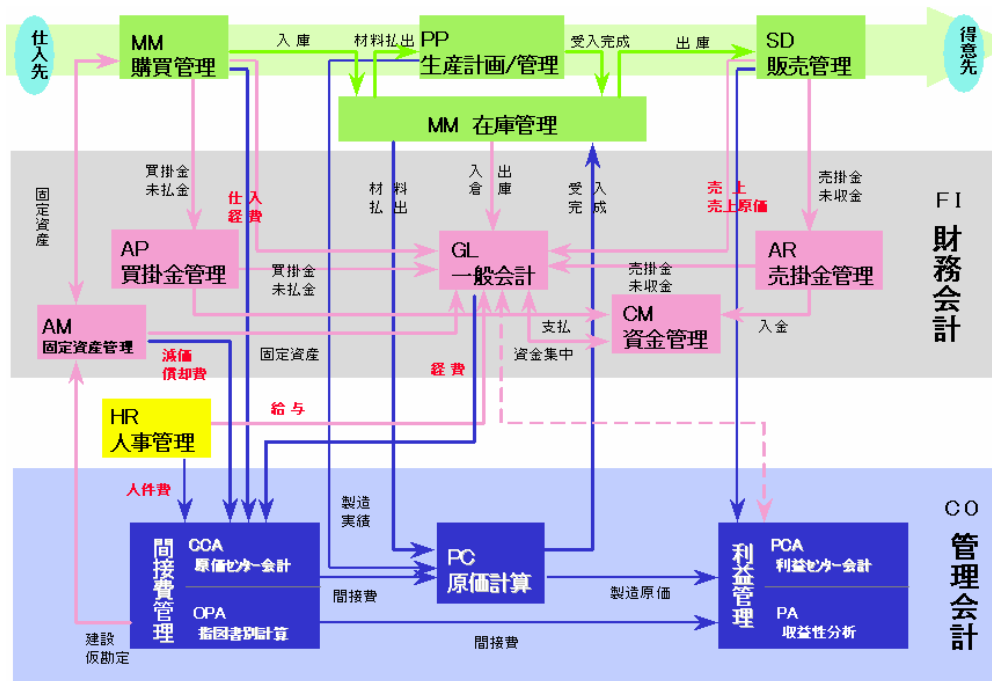 仕入先
MM
購買管理
入 庫
材料払出
PP
生産計画/管理
受入完成
出 庫
SD
販売管理
得意先
MM 在庫管理
固定資産
買掛金
未払金
仕 入
経 費
材 料
払 出
入 出
倉 庫
受 入
完 成
売 上
売上原価
売掛金
未収金
FI
財務会計
AP
買掛金管理
買掛金
未払金
GL
一般会計
売掛金
未収金
AR
売掛金管理
AM
固定資産管理
減価
償却費
固定資産
経 費
支払
資金集中
CM
資金管理
入金
HR
人事管理
給 与
人件費
製造
実績
CO
管理会計
間接費管理
CCA
原価センター会計
OPA
指図書別計算
間接費
PC
原価計算
製造原価
間接費
利益管理
PCA
利益センター会計
PA
収益性分析
建設
仮勘定